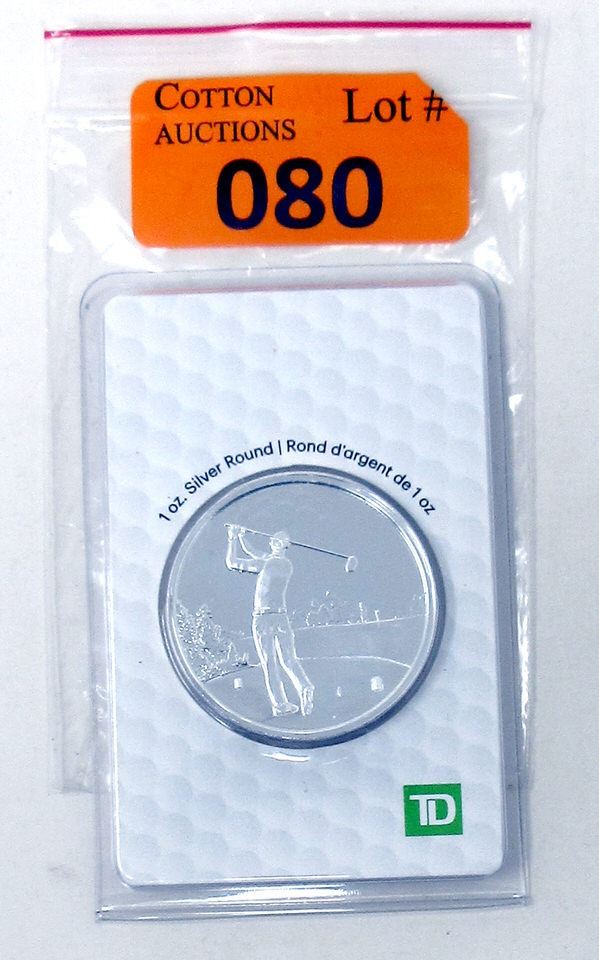 COTTON AUCTIONS
Lot #
080
1 oz. Silver Round | Rond d'argent de 1 oz
TD